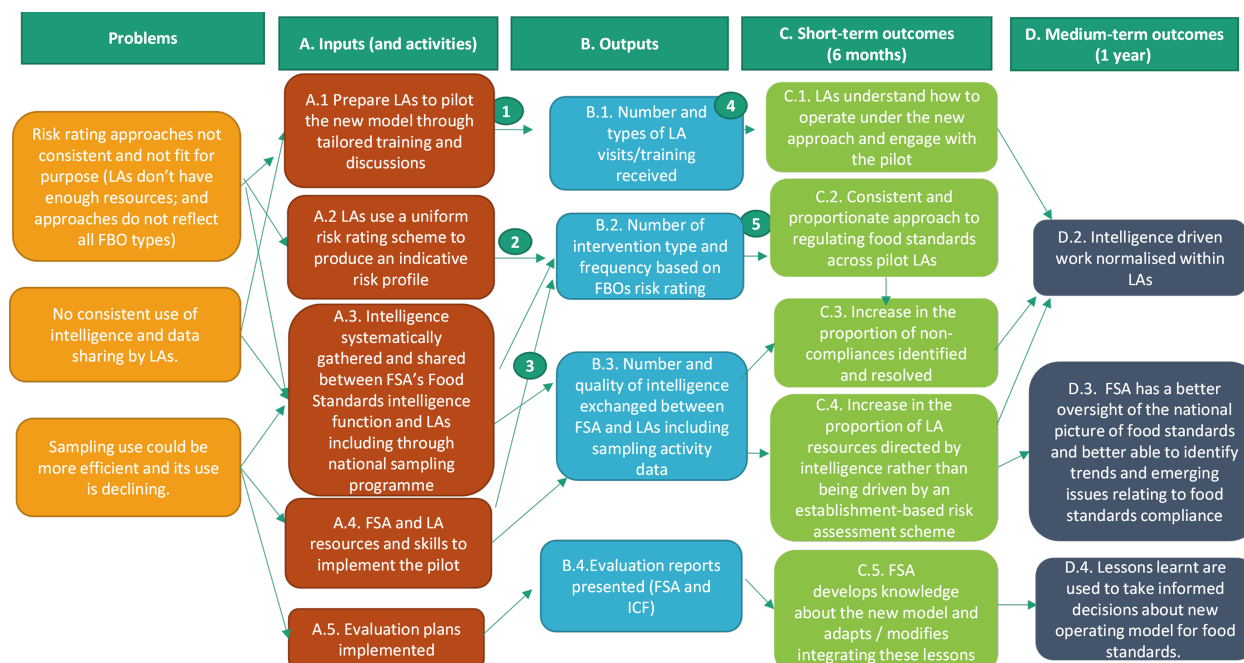 Problems
A. Inputs (and activities)
B. Outputs
C. Short-term outcomes
(6 months)
D. Medium-term outcomes
(1 year)
Risk rating approaches not
consistent and not fit for
purpose (LAs don't have
enough resources; and
approaches do not reflect
all FBO types)
No consistent use of
intelligence and data
sharing by LAs.
Sampling use could be
more efficient and its use
is declining.
A.1 Prepare LAs to pilot
the new model through
tailored training and
discussions
A.2 LAs use a uniform
risk rating scheme to
produce an indicative
risk profile
A.3. Intelligence
systematically
gathered and shared
between FSA's Food
Standards intelligence
function and LAs
including through
national sampling
programme
A.4. FSA and LA
resources and skills to
implement the pilot
A.5. Evaluation plans
implemented
1
2
3
B.1. Number and
types of LA
visits/training
received
B.2. Number of
intervention type and
frequency based on
FBOs risk rating
B.3. Number and
quality of intelligence
exchanged between
FSA and LAs including
sampling activity
data
B.4.Evaluation reports
presented (FSA and
ICF)
4
5
C.1. LAs understand how to
operate under the new
approach and engage with
the pilot
C.2. Consistent and
proportionate approach to
regulating food standards
across pilot LAs
C.3. Increase in the
proportion of non-
compliances identified
and resolved
C.4. Increase in the
proportion of LA
resources directed by
intelligence rather than
being driven by an
establishment-based risk
assessment scheme
C.5. FSA
develops knowledge
about the new model and
adapts / modifies
integrating these lessons
D.2. Intelligence driven
work normalised within
LAs
D.3. FSA has a better
oversight of the national
picture of food standards
and better able to identify
trends and emerging
issues relating to food
standards compliance
D.4. Lessons learnt are
used to take informed
decisions about new
operating model for food
standards.